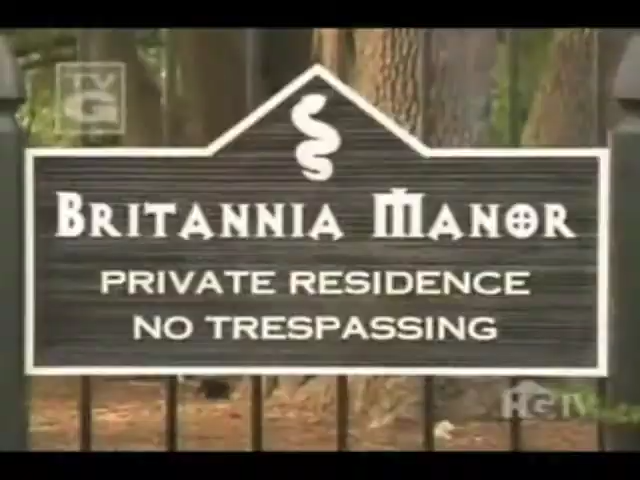 TV
G
BRITANNIA MANOR
PRIVATE RESIDENCE
NO TRESPASSING
HGTV